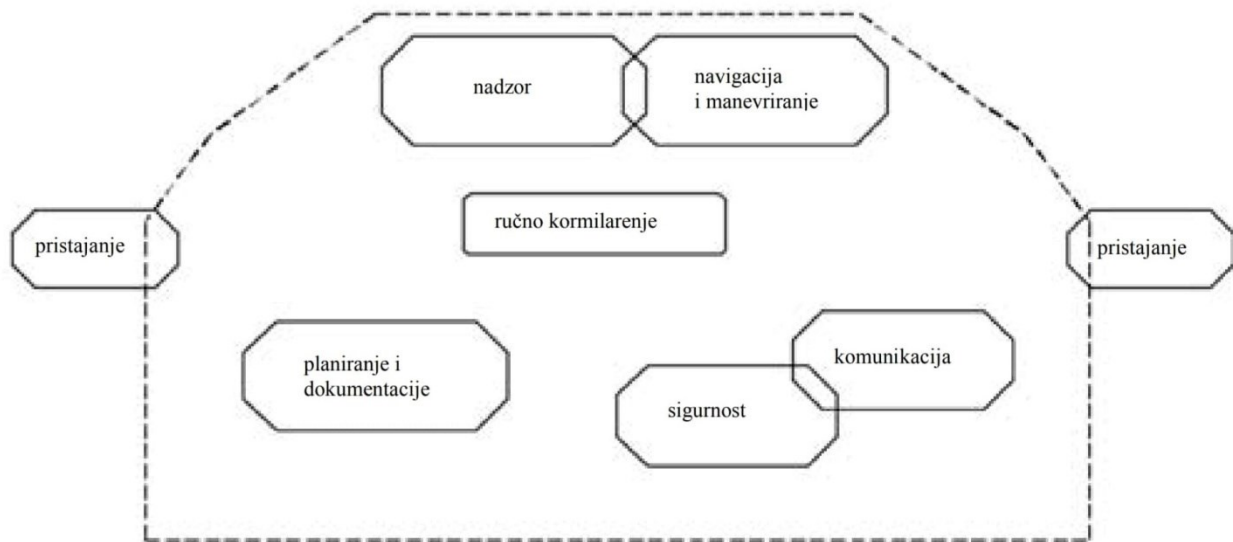 nadzor
navigacija
i manevriranje
ručno kormilarenje
pristajanje
pristajanje
planiranje i
dokumentacije
komunikacija
sigurnost